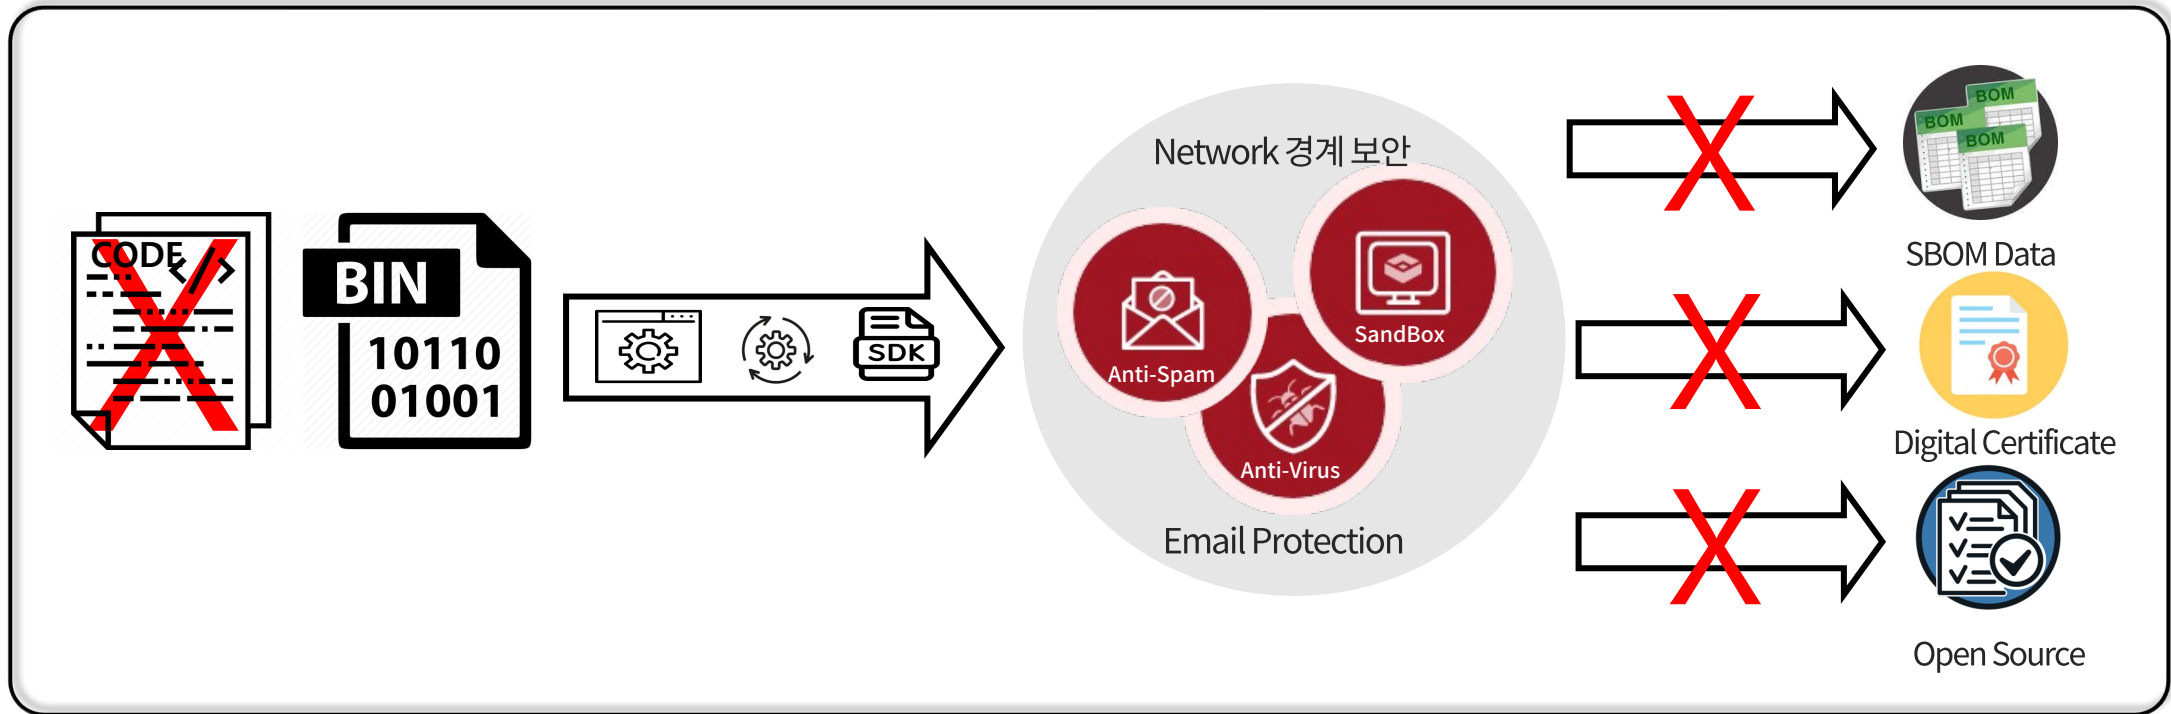 CODE
</>
BIN
10110
01001
SDK
Network 경계 보안
Anti-Spam
SandBox
Anti-Virus
Email Protection
BOM
BOM
BOM
SBOM Data
Digital Certificate
Open Source